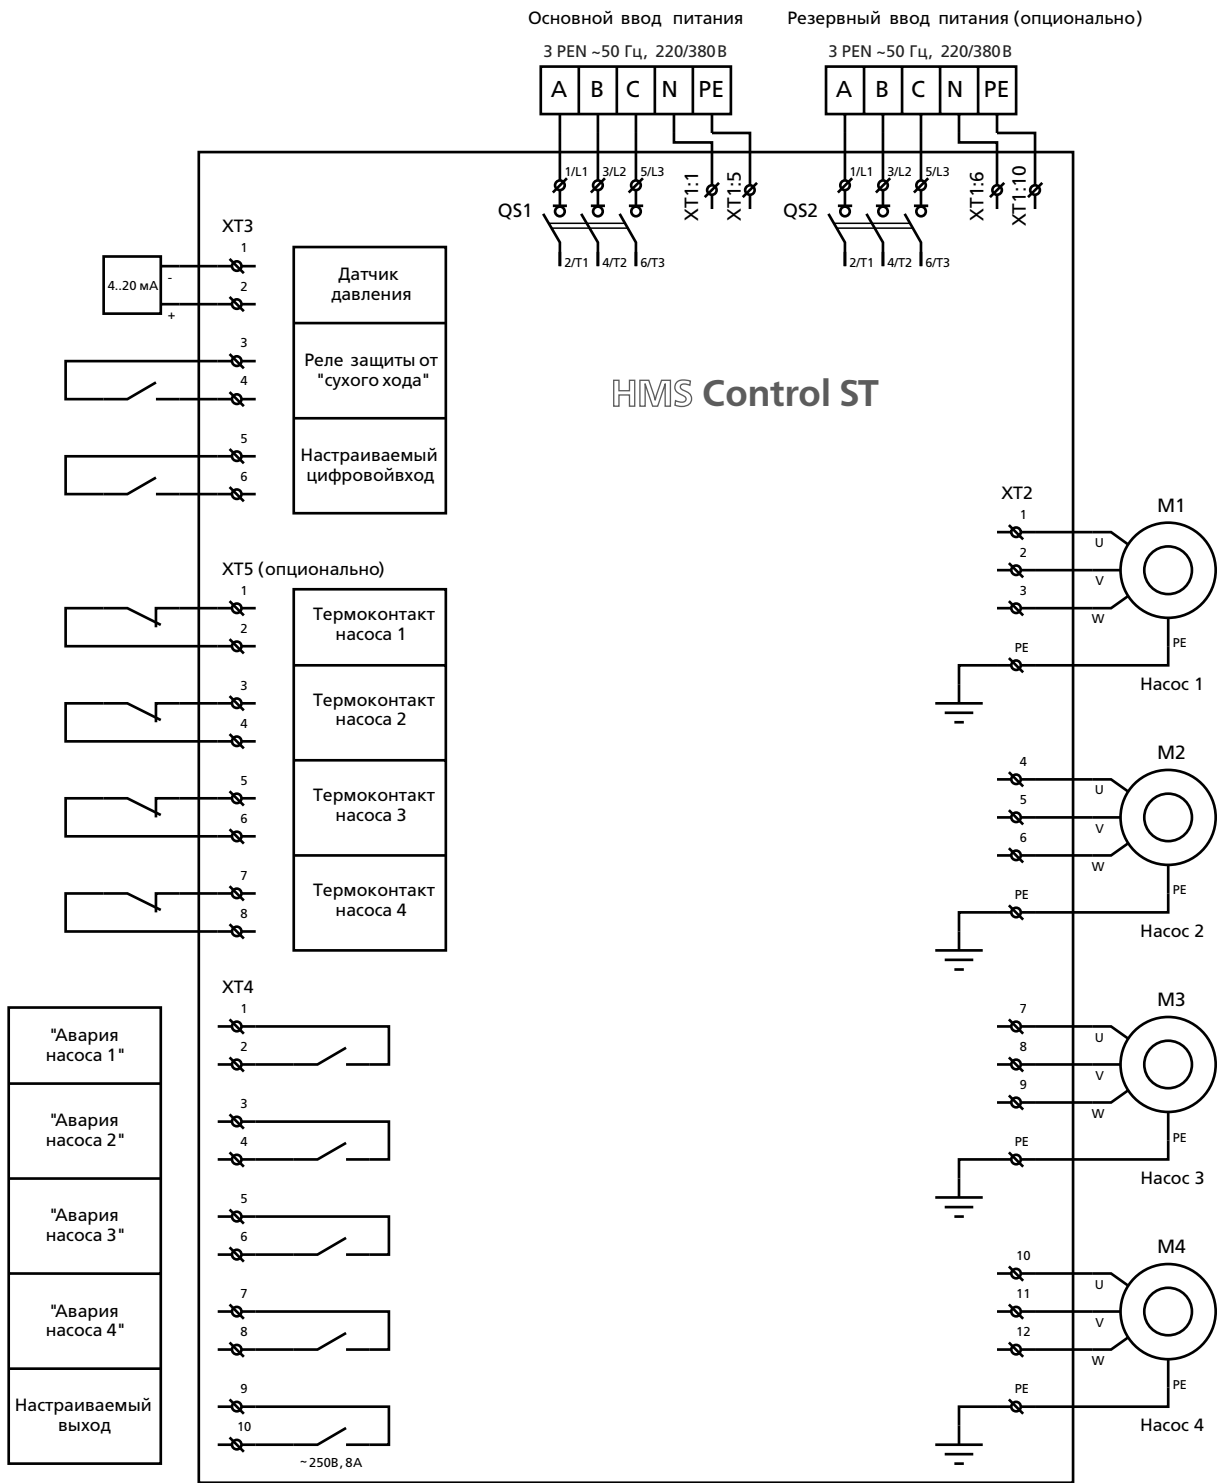 Основной ввод питания
Резервный ввод питания (опционально)
3 PEN ~50 Гц, 220/380В
3 PEN ~50 Гц, 220/380В
A B C N PE
A B C N PE
1/L1 3/L2 5/L3 XT1:1 XT1:5
1/L1 3/L2 5/L3 XT1:6 XT1:10
QS1
QS2
2/T1 4/T2 6/T3
2/T1 4/T2 6/T3
XT3
1
4..20 мА
-
2
+
Датчик
давления
3
4
Реле защиты от
"сухого хода"
5
6
Настраиваемый
цифровойвход
HMS Control ST
XT5 (опционально)
1
2
Термоконтакт
насоса 1
3
4
Термоконтакт
насоса 2
5
6
Термоконтакт
насоса 3
7
8
Термоконтакт
насоса 4
XT4
"Авария
насоса 1"
1
2
"Авария
насоса 2"
3
4
"Авария
насоса 3"
5
6
"Авария
насоса 4"
7
8
Настраиваемый
выход
9
10
~250В, 8А
XT2
M1
1
U
2
V
3
W
PE
PE
Насос 1
M2
4
U
5
V
6
W
PE
PE
Насос 2
M3
7
U
8
V
9
W
PE
PE
Насос 3
M4
10
U
11
V
12
W
PE
PE
Насос 4